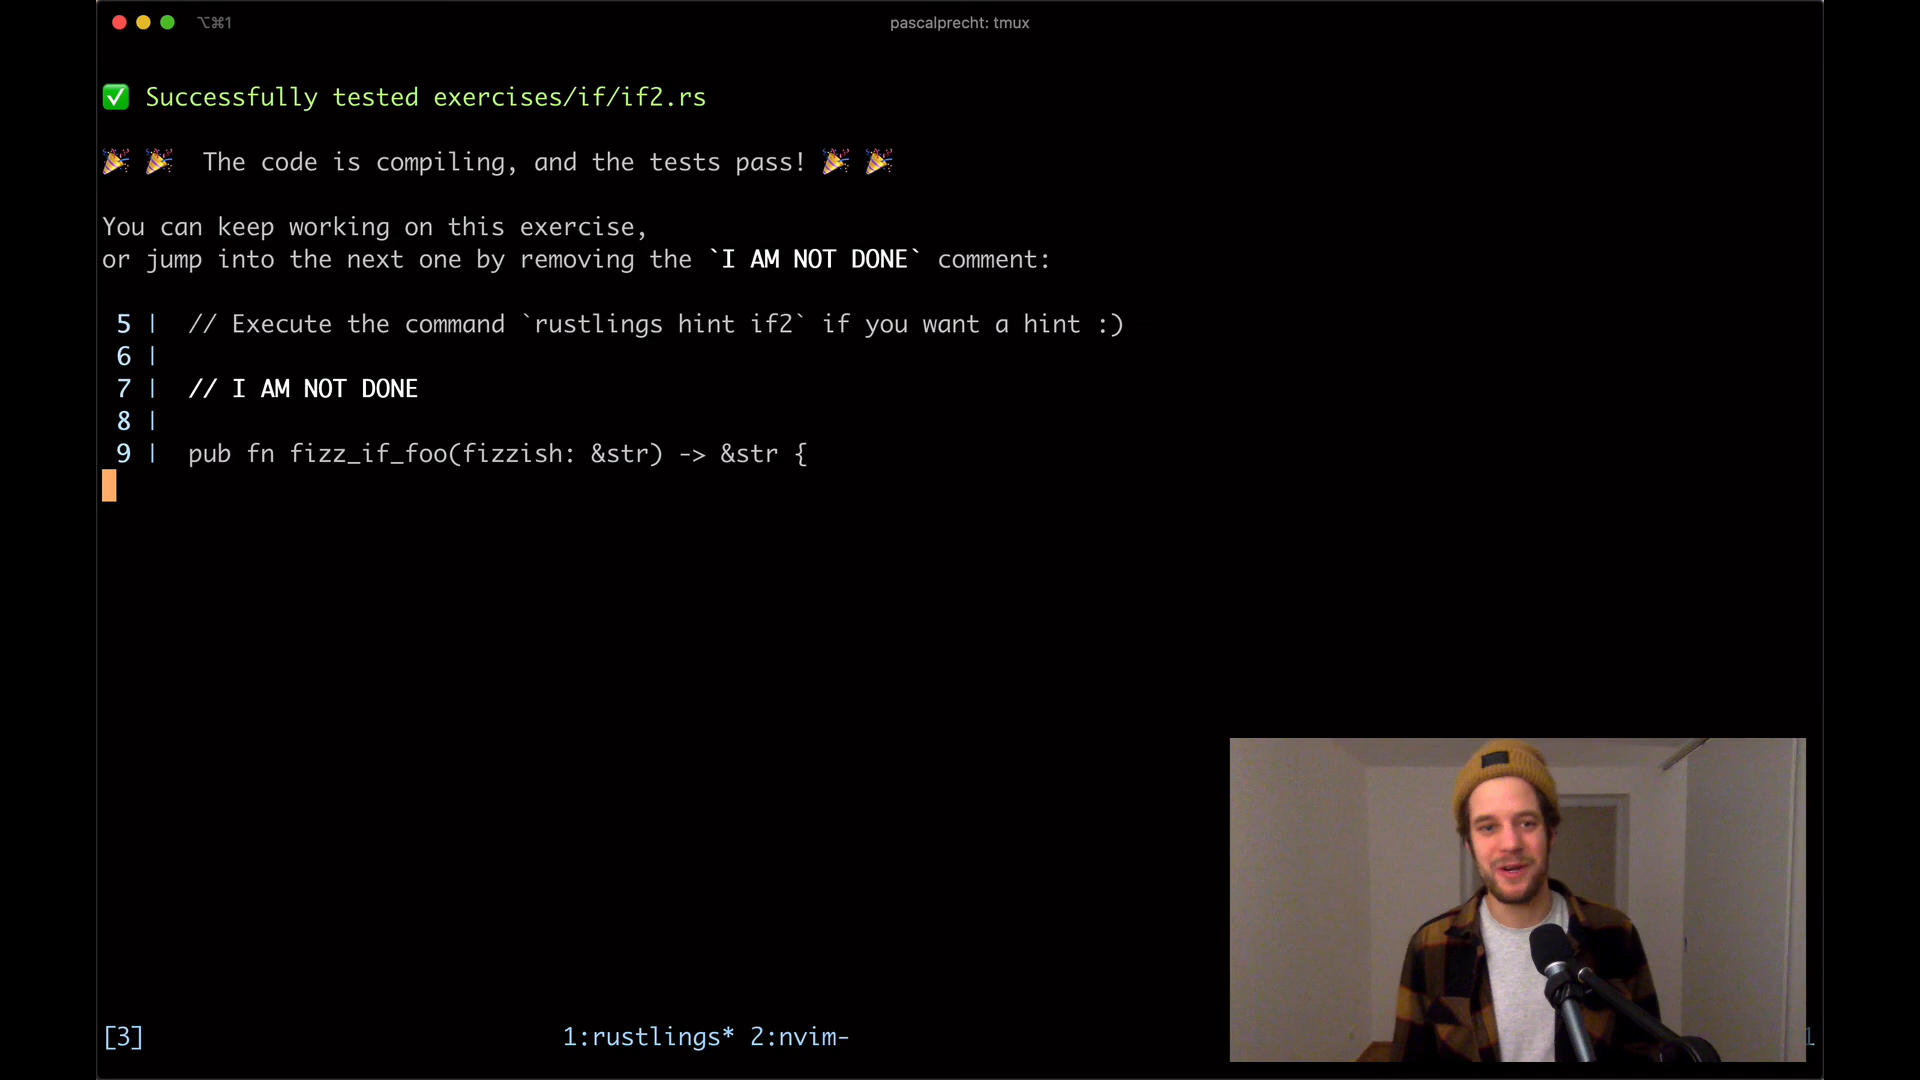 ⌥⌘1
pascalprecht: tmux
✅ Successfully tested exercises/if/if2.rs
🎉 🎉 The code is compiling, and the tests pass! 🎉 🎉
You can keep working on this exercise,
or jump into the next one by removing the `I AM NOT DONE` comment:
5 | // Execute the command `rustlings hint if2` if you want a hint :)
6 |
7 | // I AM NOT DONE
8 |
9 | pub fn fizz_if_foo(fizzish: &str) -> &str {
[3] 1:rustlings* 2:nvim-